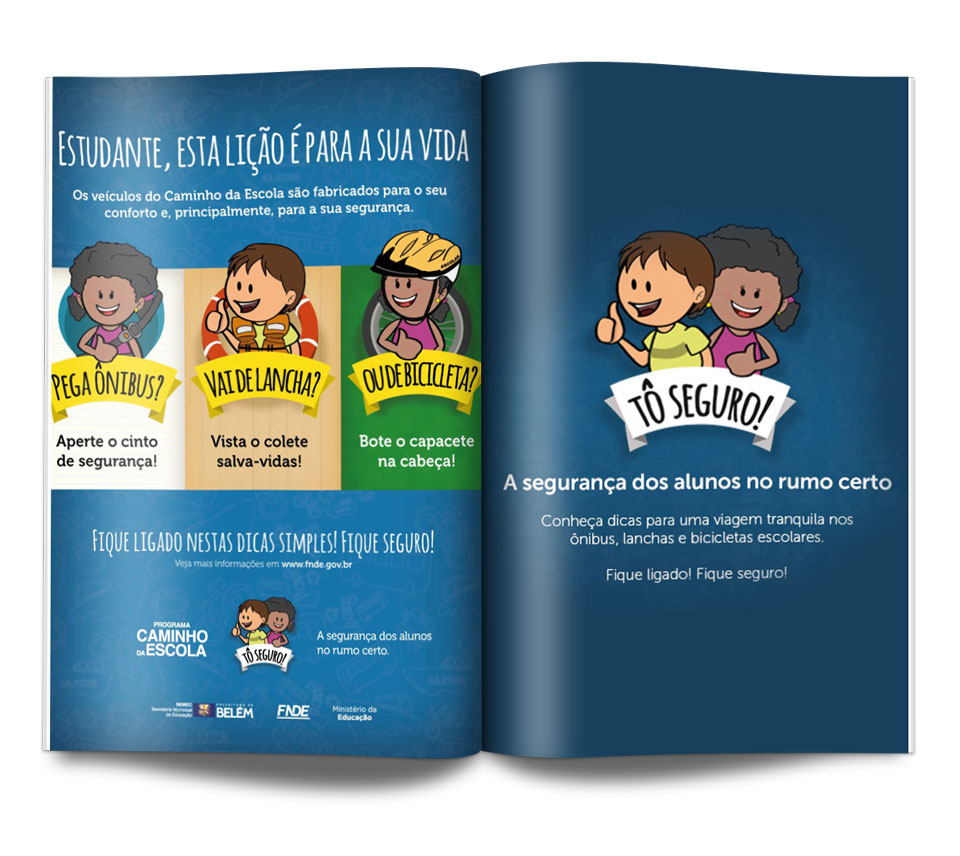 ESTUDANTE, ESTA LIÇÃO É PARA A SUA VIDA
Os veículos do Caminho da Escola são fabricados para o seu
conforto e, principalmente, para a sua segurança.
PEGA ÔNIBUS?
Aperte o cinto
de segurança!
VAI DE LANCHA?
Vista o colete
salva-vidas!
ESCOLAR
OU DE BICICLETA?
Bote o capacete
na cabeça!
FIQUE LIGADO NESTAS DICAS SIMPLES! FIQUE SEGURO!
Veja mais informações em www.fnde.gov.br
PROGRAMA
CAMINHO
DA ESCOLA
TÔ SEGURO!
A segurança dos alunos
no rumo certo.
SEMEC
Secretaria Municipal
de Educação
PREFEITURA DE
BELÉM
FNDE
Ministério da
Educação
TÔ SEGURO!
A segurança dos alunos no rumo certo
Conheça dicas para uma viagem tranquila nos
ônibus, lanchas e bicicletas escolares.
Fique ligado! Fique seguro!